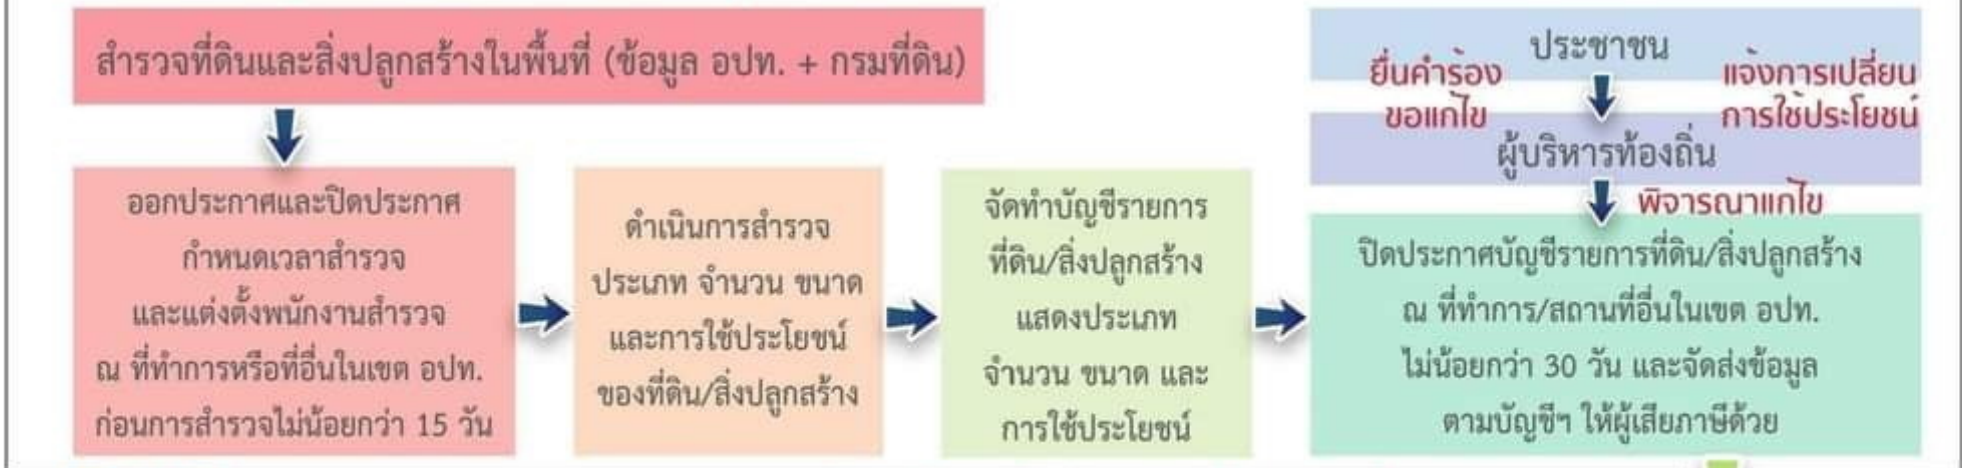 สำรวจที่ดินและสิ่งปลูกสร้างในพื้นที่ (ข้อมูล อปท. + กรมที่ดิน)
ออกประกาศและปิดประกาศ
กำหนดเวลาสำรวจ
และแต่งตั้งพนักงานสำรวจ
ณ ที่ทำการหรือที่อื่นในเขต อปท.
ก่อนการสำรวจไม่น้อยกว่า 15 วัน
ดำเนินการสำรวจ
ประเภท จำนวน ขนาด
และการใช้ประโยชน์
ของที่ดิน/สิ่งปลูกสร้าง
จัดทำบัญชีรายการ
ที่ดิน/สิ่งปลูกสร้าง
แสดงประเภท
จำนวน ขนาด และ
การใช้ประโยชน์
ประชาชน
ยื่นคำร้อง
ขอแก้ไข
แจ้งการเปลี่ยน
การใช้ประโยชน์
ผู้บริหารท้องถิ่น
พิจารณาแก้ไข
ปิดประกาศบัญชีรายการที่ดิน/สิ่งปลูกสร้าง
ณ ที่ทำการ/สถานที่อื่นในเขต อปท.
ไม่น้อยกว่า 30 วัน และจัดส่งข้อมูล
ตามบัญชีฯ ให้ผู้เสียภาษีด้วย